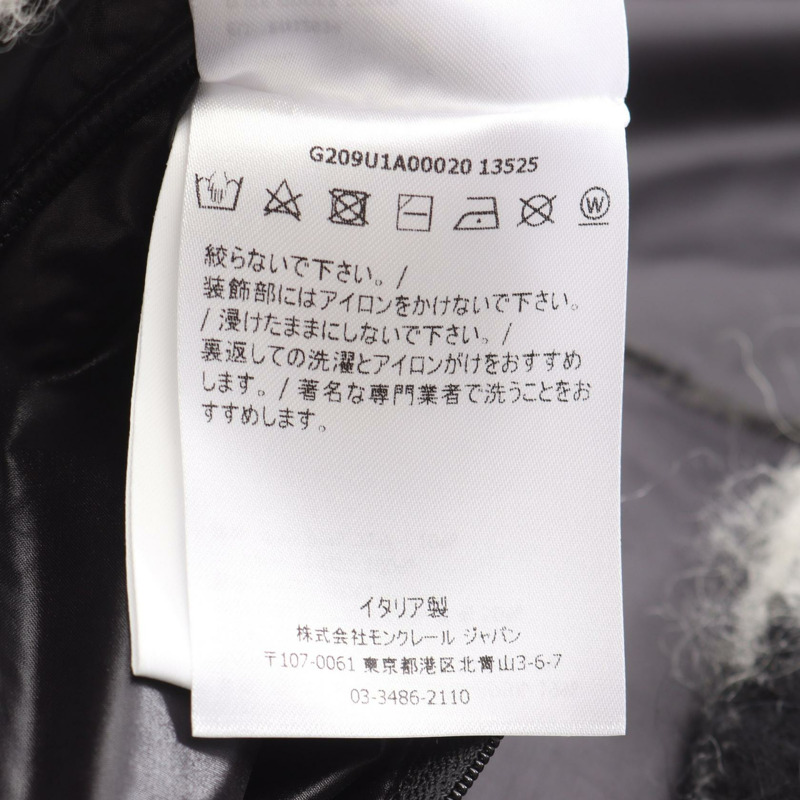 G209U1A00020 13525
W
絞らないで下さい。/
装飾部にはアイロンをかけないで下さい。
/ 浸けたままにしないで下さい。/
裏返しての洗濯とアイロンがけをおすすめ
します。/ 著名な専門業者で洗うことをお
すすめします。
イタリア製
株式会社モンクレール ジャパン
〒107-0061 東京都港区北青山3-6-7
03-3486-2110